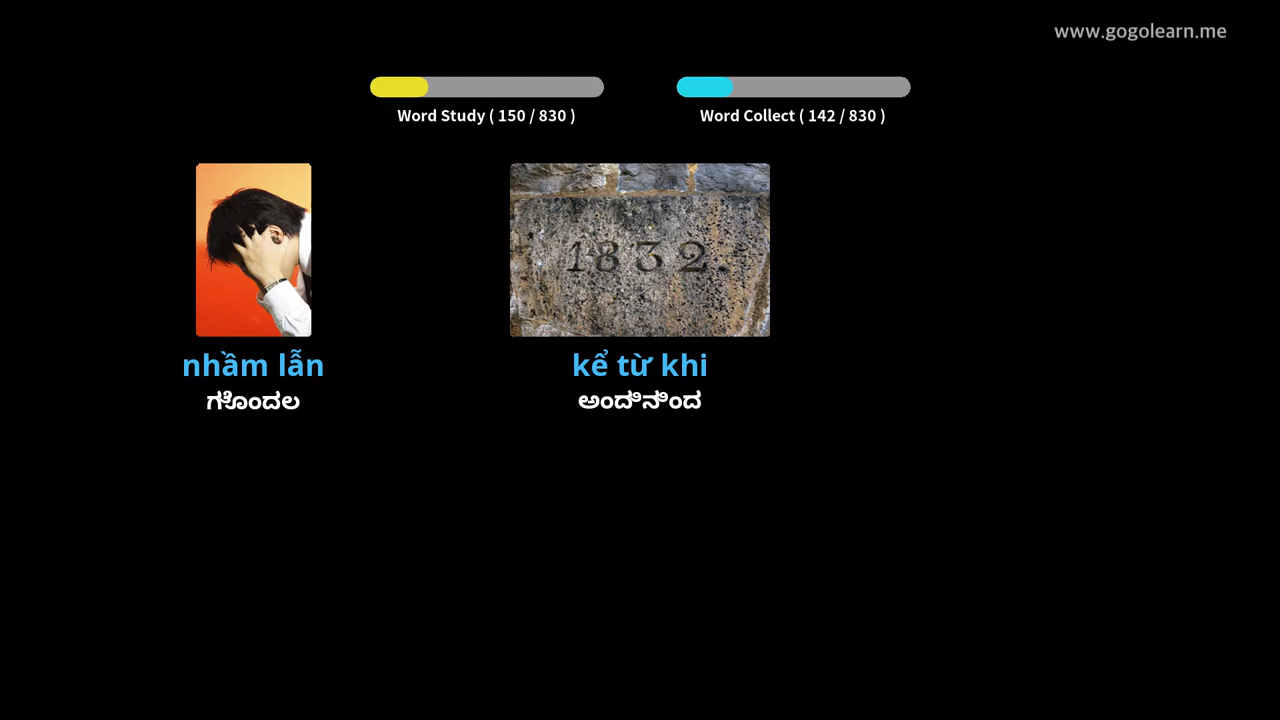 www.gogolearn.me
Word Study ( 150 / 830 )
Word Collect ( 142 / 830 )
1832.
nhầm lẫn
kể từ khi
ಗೊಂದಲ
ಅಂದಿನಿಂದ